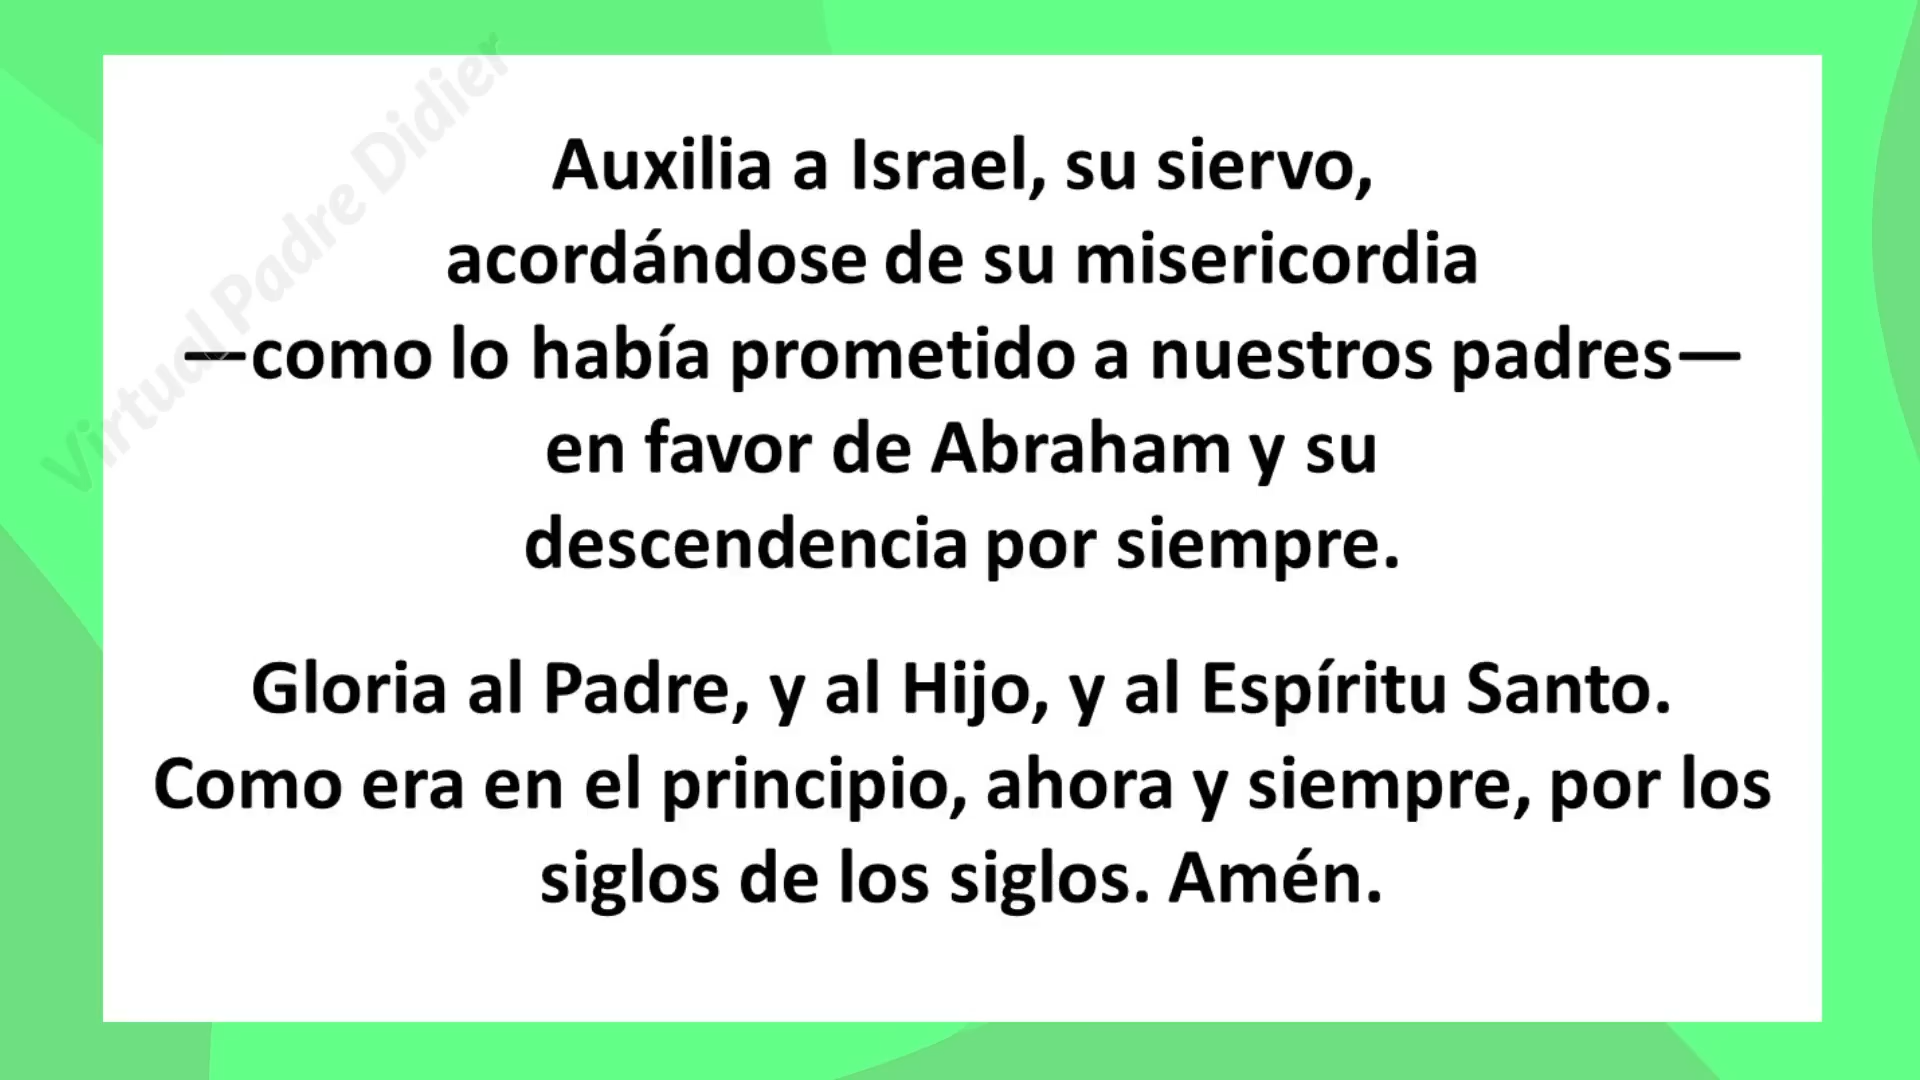 Virtual Padre Didier
Auxilia a Israel, su siervo,
acordándose de su misericordia
—como lo había prometido a nuestros padres—
en favor de Abraham y su
descendencia por siempre.
Gloria al Padre, y al Hijo, y al Espíritu Santo.
Como era en el principio, ahora y siempre, por los
siglos de los siglos. Amén.